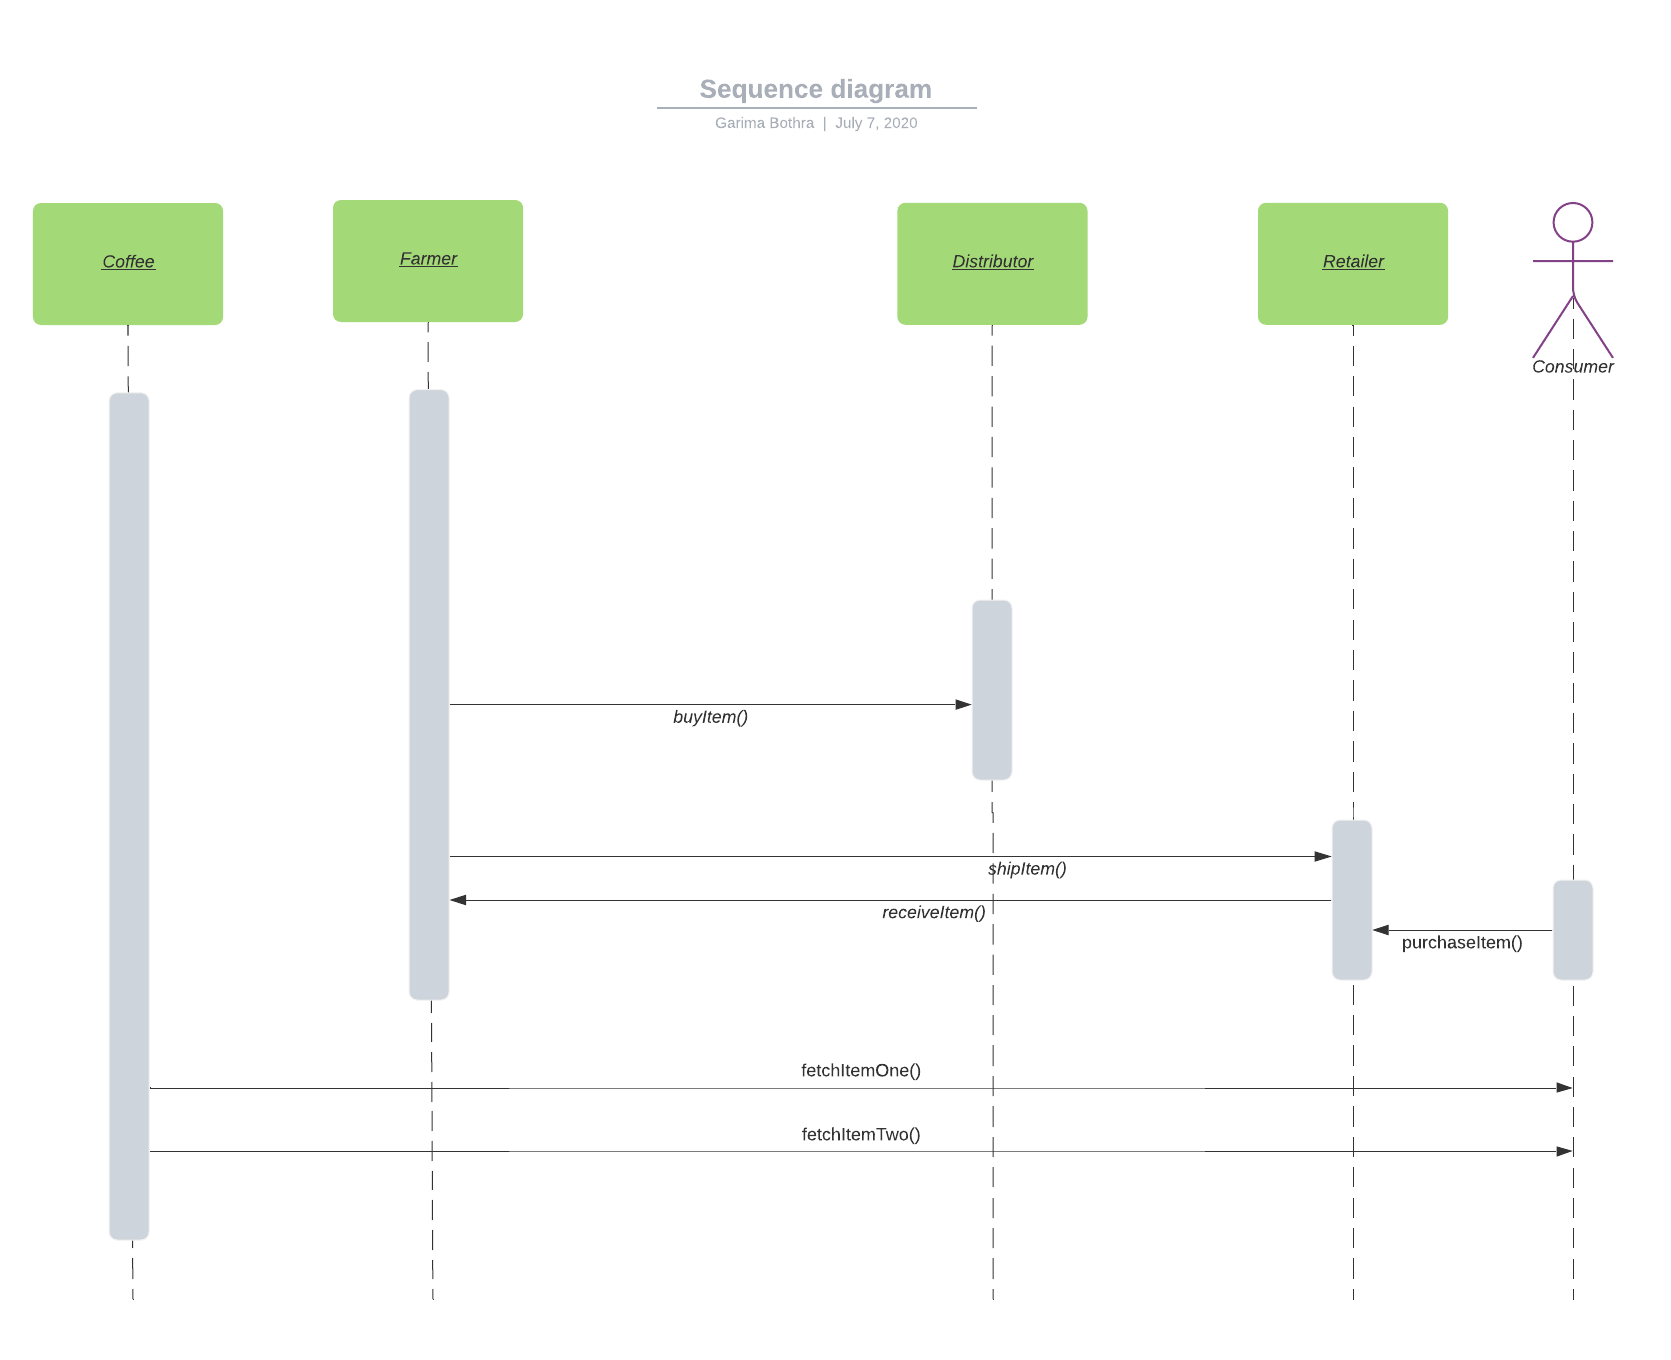 Sequence diagram
Garima Bothra | July 7, 2020
Coffee
Farmer
Distributor
Retailer
Consumer
buyItem()
shipItem()
receiveItem()
purchaseItem()
fetchItemOne()
fetchItemTwo()